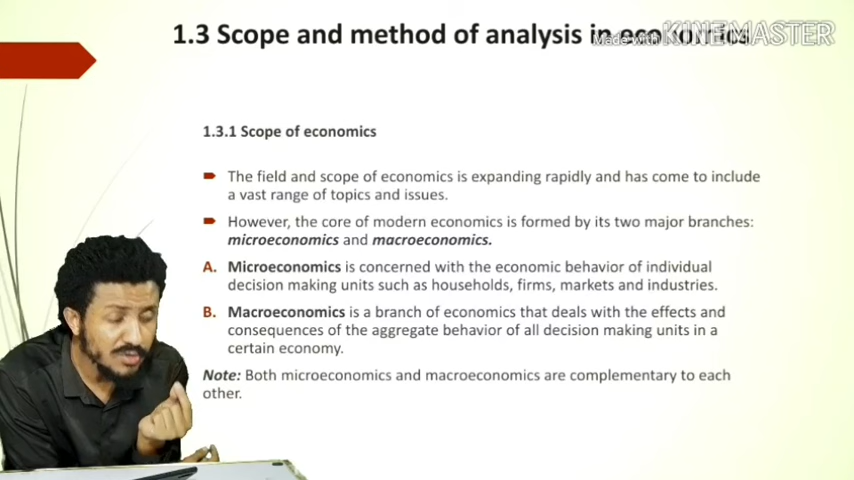 1.3 Scope and method of analysis in economics
Made with KINEMASTER
1.3.1 Scope of economics
The field and scope of economics is expanding rapidly and has come to include
a vast range of topics and issues.
However, the core of modern economics is formed by its two major branches:
microeconomics and macroeconomics.
A. Microeconomics is concerned with the economic behavior of individual
decision making units such as households, firms, markets and industries.
B. Macroeconomics is a branch of economics that deals with the effects and
consequences of the aggregate behavior of all decision making units in a
certain economy.
Note: Both microeconomics and macroeconomics are complementary to each
other.